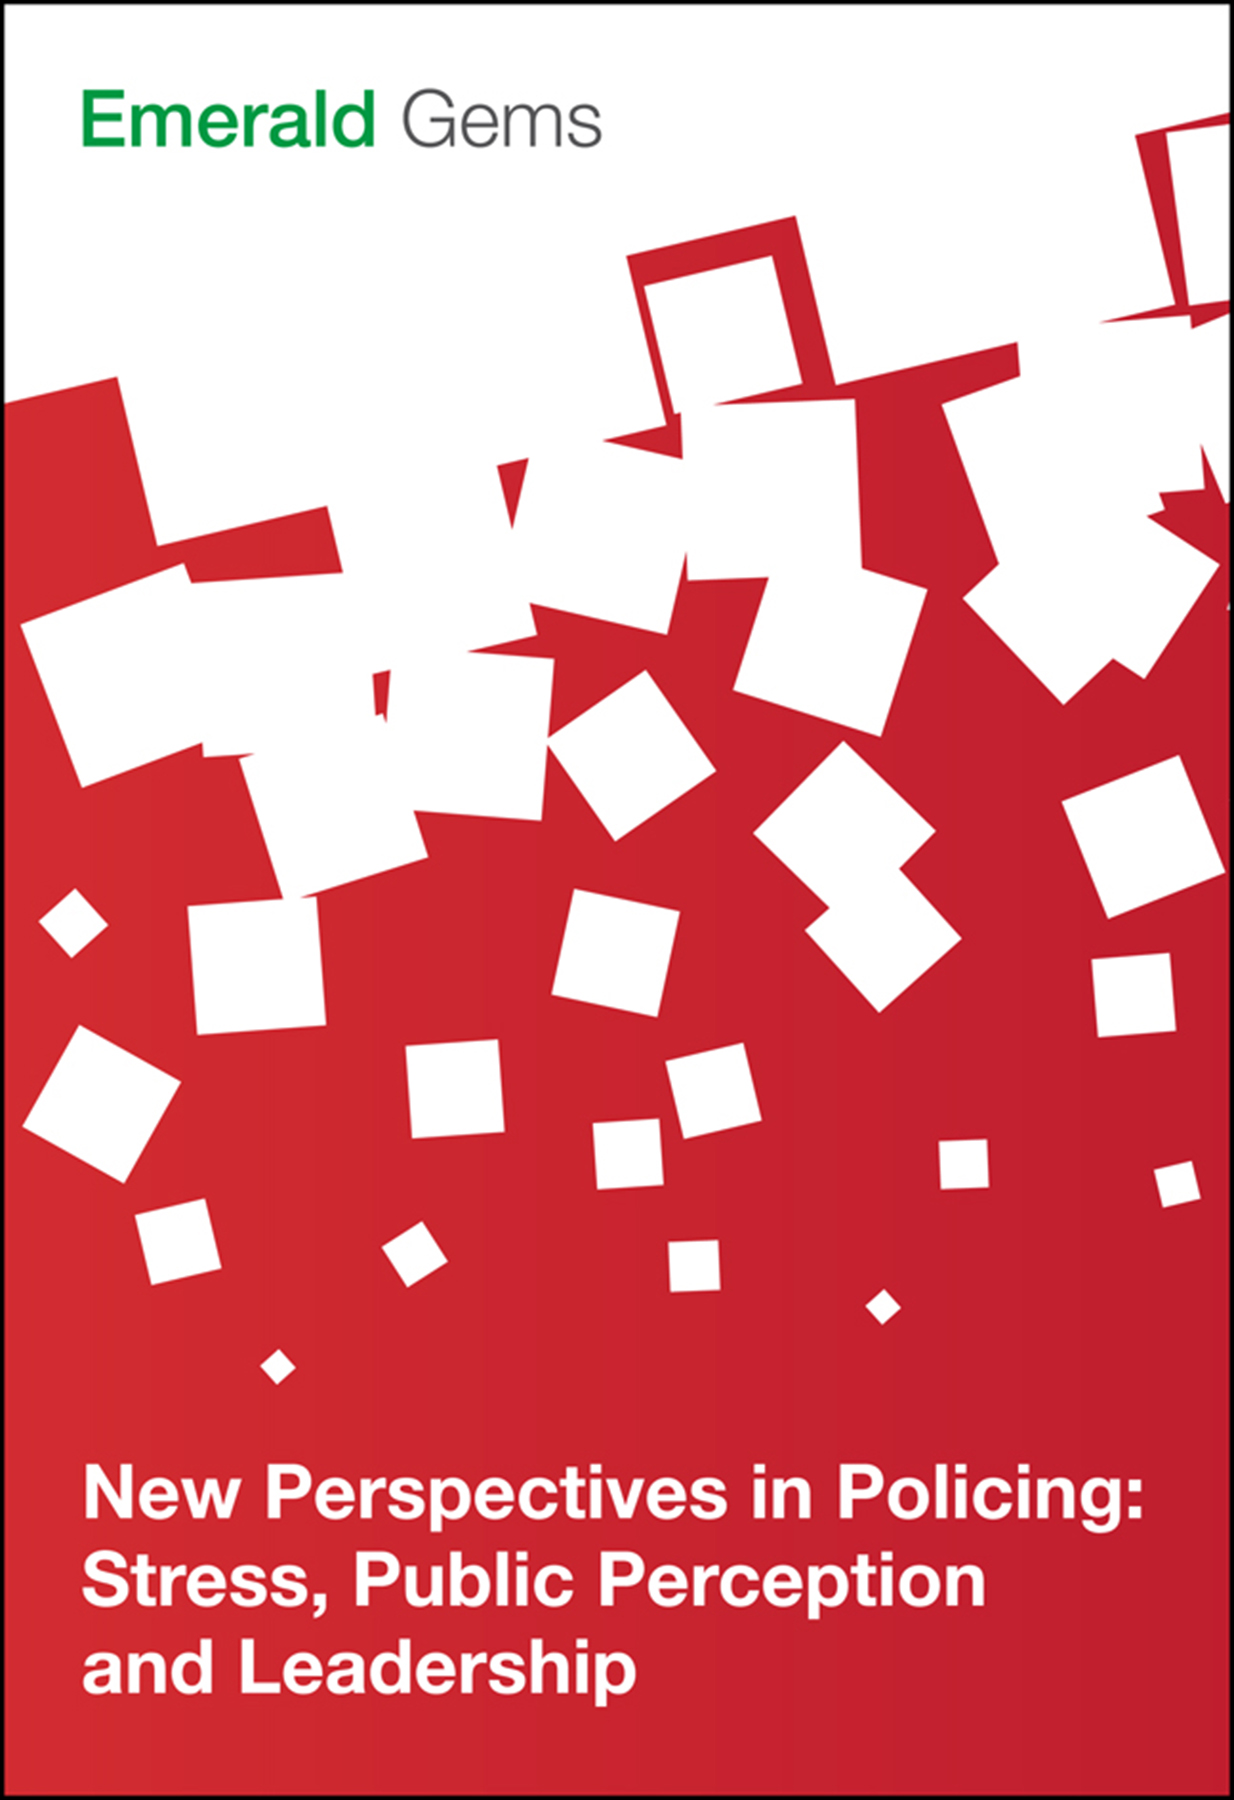 Emerald Gems
New Perspectives in Policing:
Stress, Public Perception
and Leadership